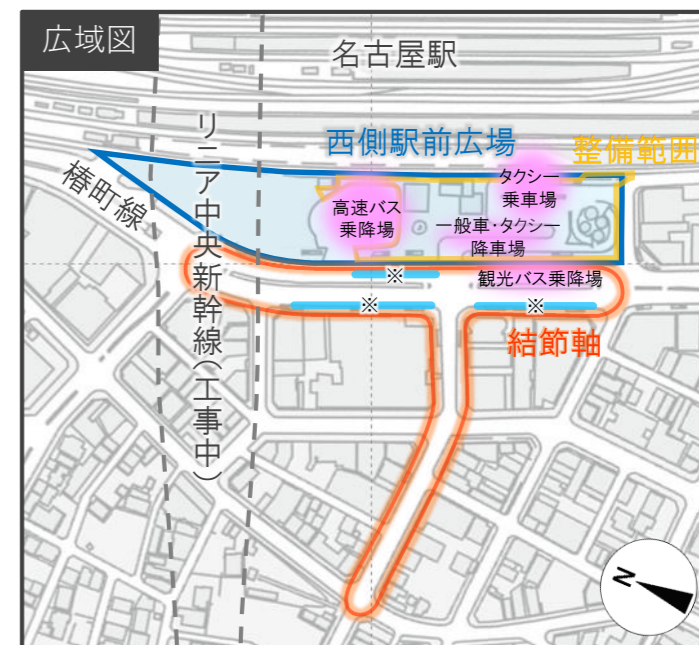 広域図
名古屋駅
西側駅前広場
整備範囲
リニア中央新幹線(工事中)
椿町線
タクシー
乗車場
高速バス
乗降場
一般車・タクシー
降車場
観光バス乗降場
※
※
※
結節軸
N